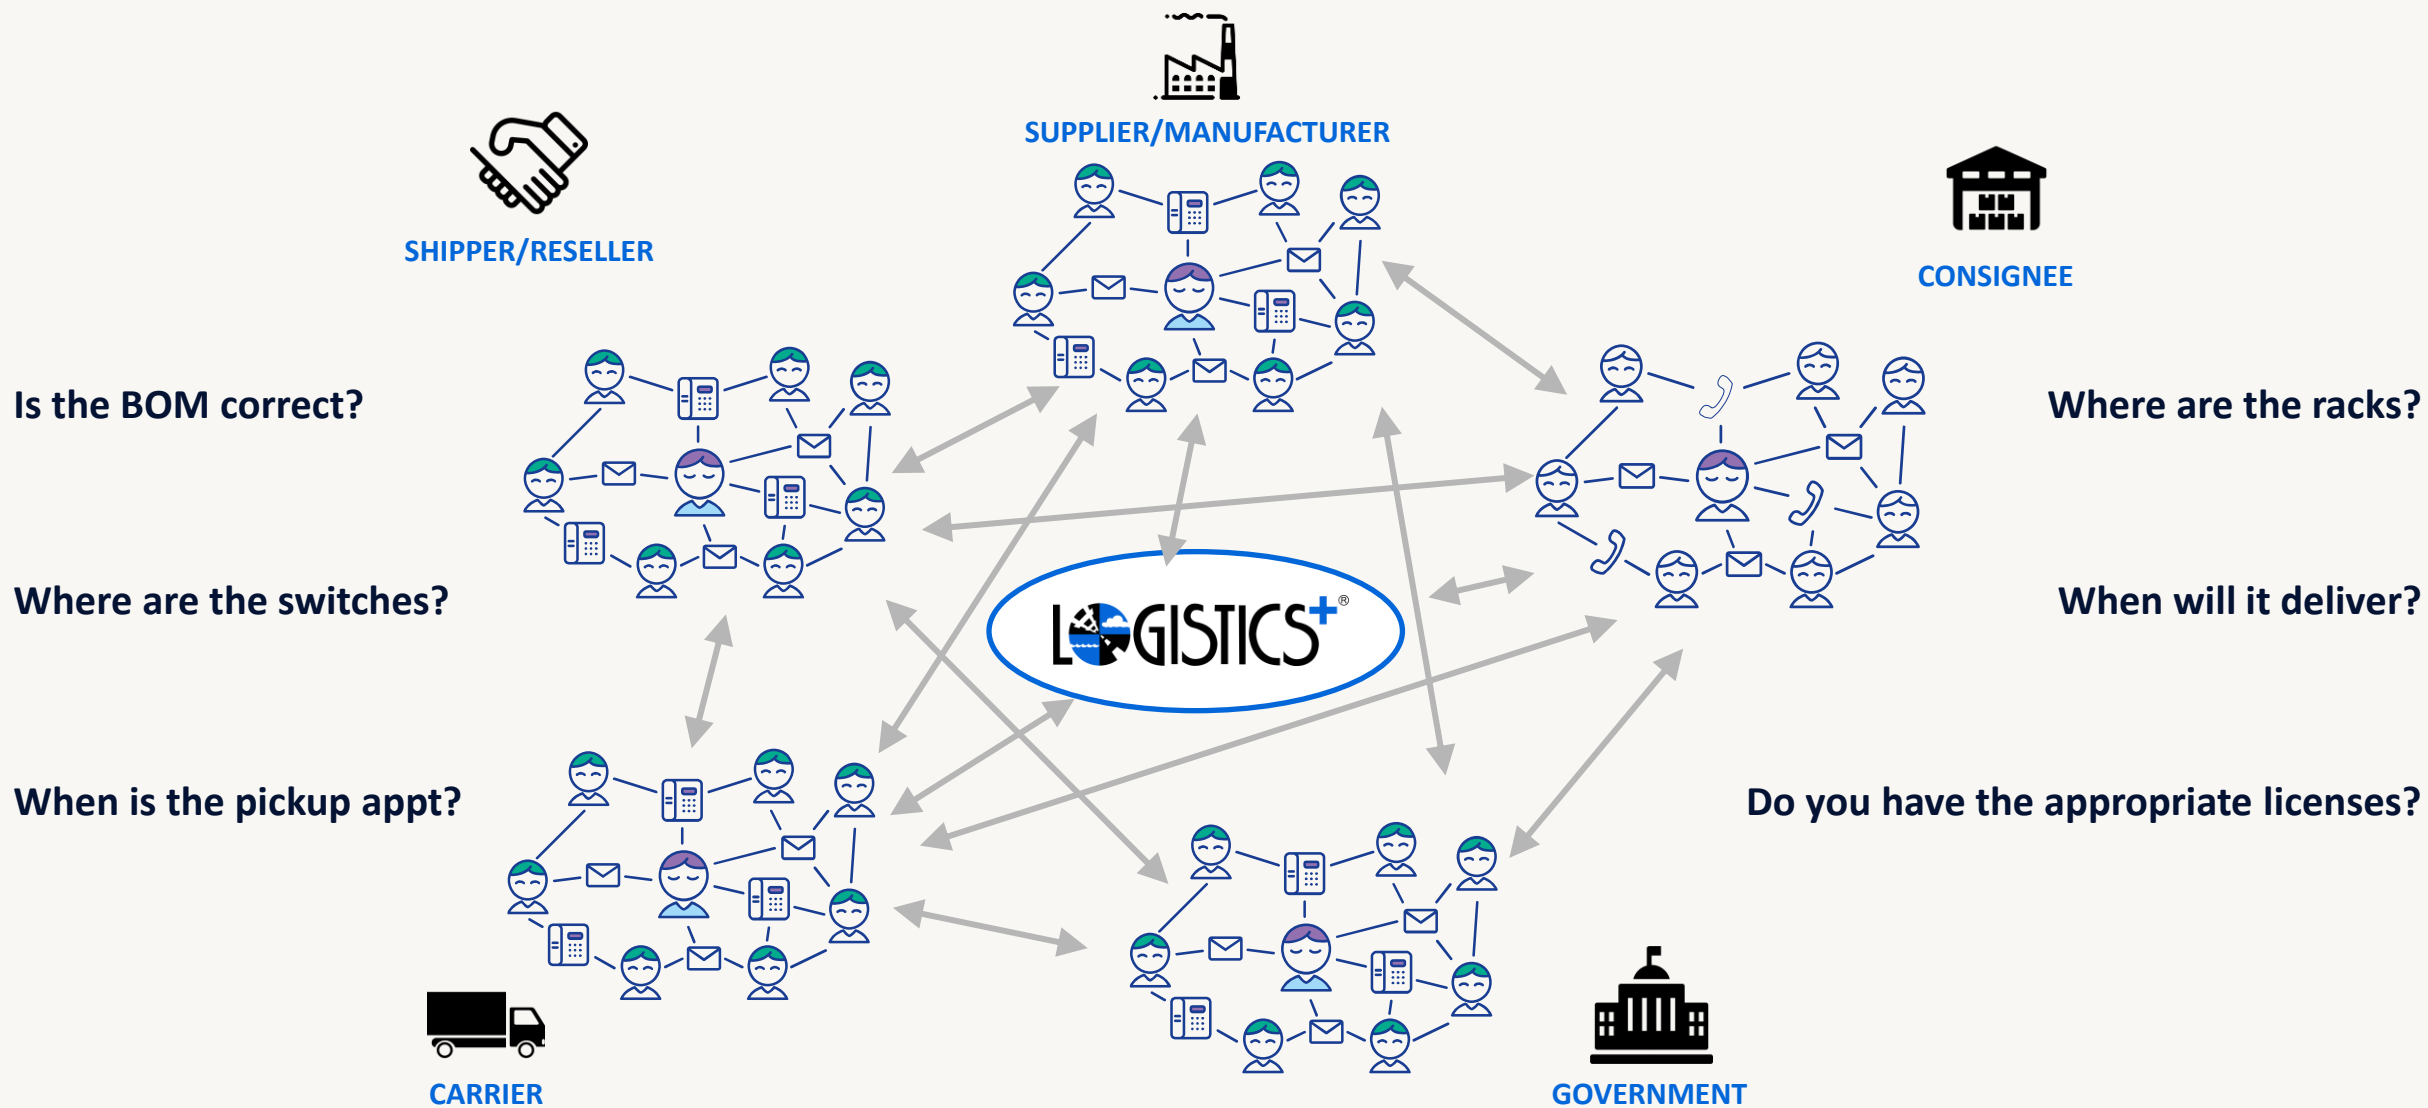 SUPPLIER/MANUFACTURER
SHIPPER/RESELLER
CONSIGNEE
Is the BOM correct?
Where are the racks?
Where are the switches?
LOGISTICS+®
When will it deliver?
When is the pickup appt?
Do you have the appropriate licenses?
CARRIER
GOVERNMENT